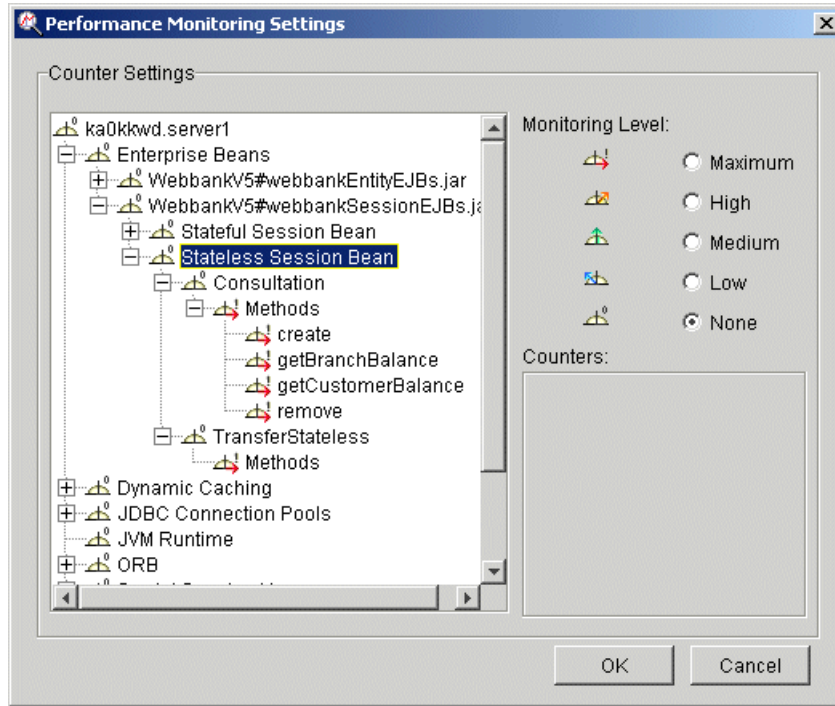 Performance Monitoring Settings
Counter Settings
ka0kkwd.server1
Enterprise Beans
WebbankV5#webbankEntityEJBs.jar
WebbankV5#webbankSessionEJBs.ja
Stateful Session Bean
Stateless Session Bean
Consultation
Methods
create
getBranchBalance
getCustomerBalance
remove
TransferStateless
Methods
Dynamic Caching
JDBC Connection Pools
JVM Runtime
ORB
Monitoring Level:
Maximum
High
Medium
Low
None
Counters:
OK
Cancel